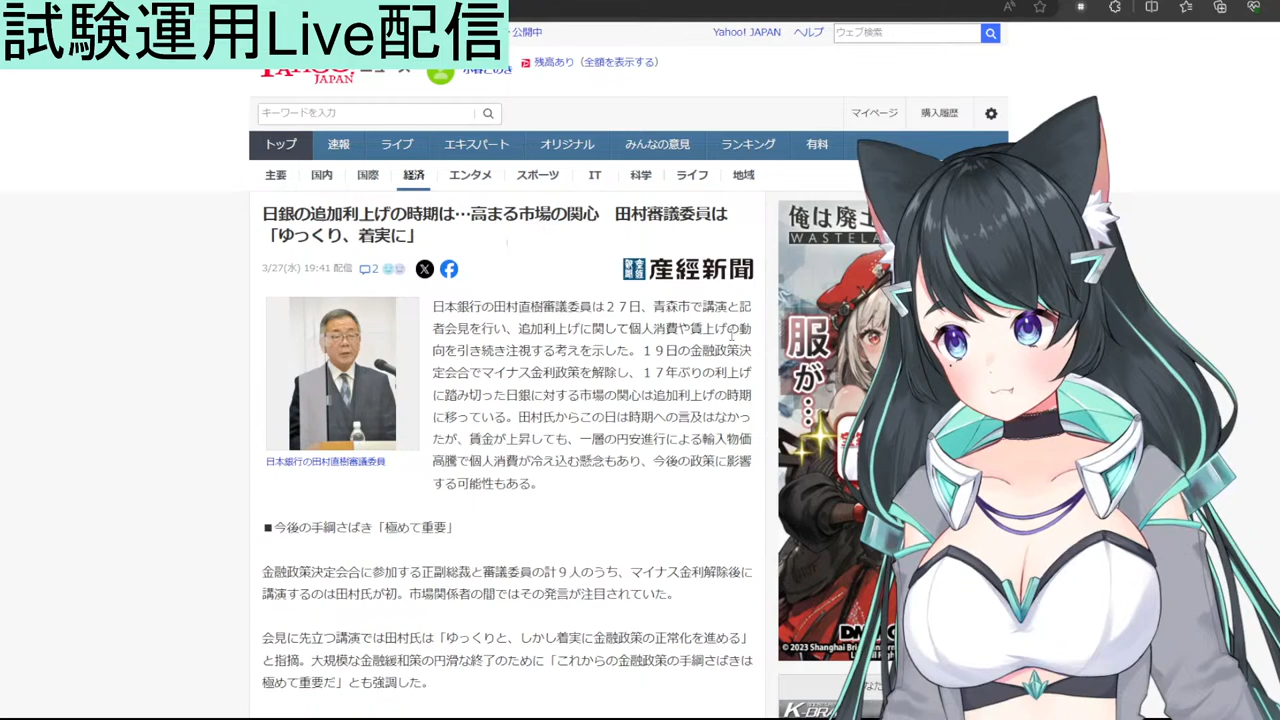 試験運用Live配信
公開中
Yahoo! JAPAN
ヘルプ
ウェブ検索
JAPAN
残高あり（全額を表示する）
キーワードを入力
マイページ
購入履歴
トップ
速報
ライブ
エキスパート
オリジナル
みんなの意見
ランキング
有料
主要
国内
国際
経済
エンタメ
スポーツ
IT
科学
ライフ
地域
日銀の追加利上げの時期は…高まる市場の関心　田村審議委員は
「ゆっくり、着実に」
3/27(水) 19:41 配信
2
産経新聞
日本銀行の田村直樹審議委員は２７日、青森市で講演と記
者会見を行い、追加利上げに関して個人消費や賃上げの動
向を引き続き注視する考えを示した。１９日の金融政策決
定会合でマイナス金利政策を解除し、１７年ぶりの利上げ
に踏み切った日銀に対する市場の関心は追加利上げの時期
に移っている。田村氏からこの日は時期への言及はなかっ
たが、賃金が上昇しても、一層の円安進行による輸入物価
高騰で個人消費が冷え込む懸念もあり、今後の政策に影響
する可能性もある。
日本銀行の田村直樹審議委員
■今後の手綱さばき「極めて重要」
金融政策決定会合に参加する正副総裁と審議委員の計９人のうち、マイナス金利解除後に
講演するのは田村氏が初。市場関係者の間ではその発言が注目されていた。
会見に先立つ講演では田村氏は「ゆっくりと、しかし着実に金融政策の正常化を進める」
と指摘。大規模な金融緩和策の円滑な終了のために「これからの金融政策の手綱さばきは
極めて重要だ」とも強調した。
俺は廃土
WASTELA
服が…
© 2023 Shanghai